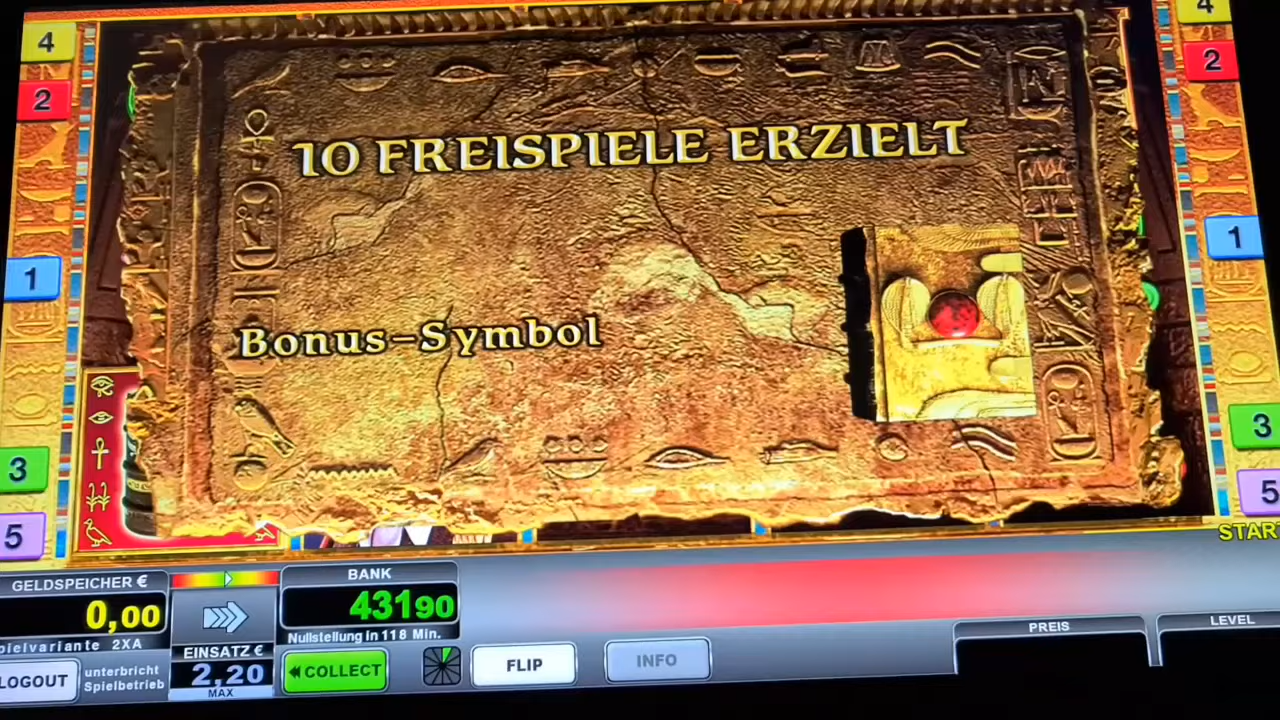 4
4
2
2
10 FREISPIELE ERZIELT
1
1
Bonus-Symbol
3
3
5
5
START
GELDSPEICHER €
BANK
0,00
431 90
PREIS
LEVEL
pielvariante 2XA
Nullstellung in 118 Min.
EINSATZ €
LOGOUT
unterbricht
Spielbetrieb
2,20
MAX
COLLECT
FLIP
INFO